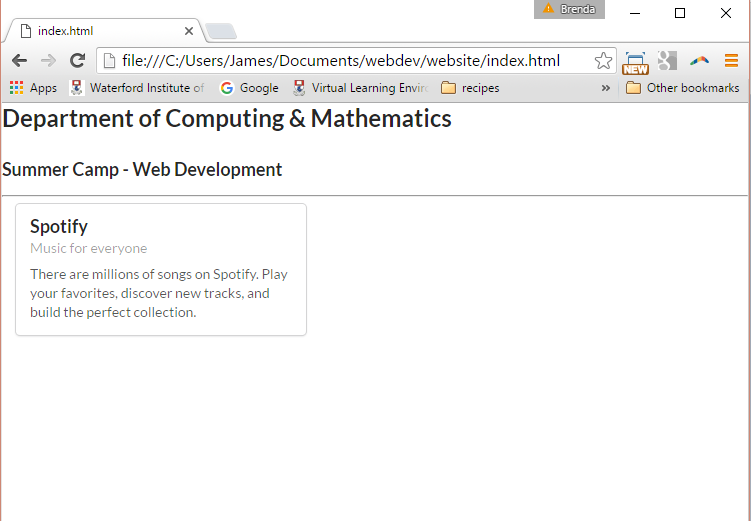 Brenda
index.html
file:///C:/Users/James/Documents/webdev/website/index.html
NEW
Apps Waterford Institute of Google Virtual Learning Envir recipes » Other bookmarks
Department of Computing & Mathematics
Summer Camp - Web Development
Spotify
Music for everyone
There are millions of songs on Spotify. Play
your favorites, discover new tracks, and
build the perfect collection.